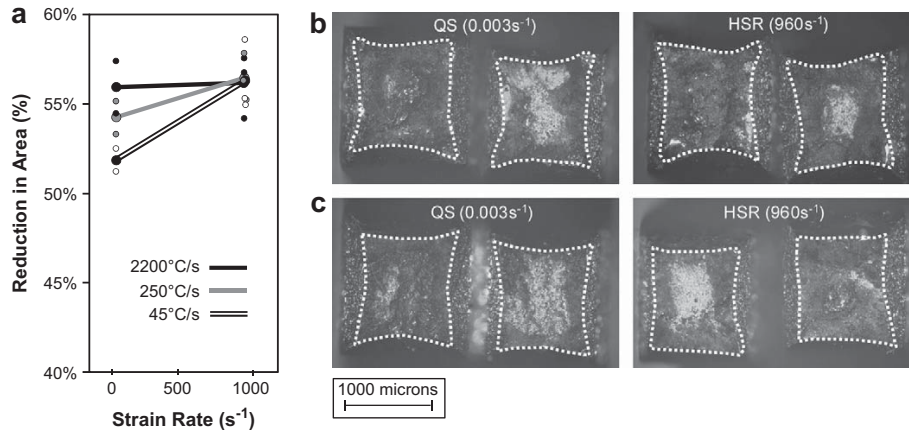 a
60%
55%
50%
45%
40%
Reduction in Area (%)
2200°C/s
250°C/s
45°C/s
0 500 1000
Strain Rate (s⁻¹)
b
QS (0.003s⁻¹) HSR (960s⁻¹)
c
QS (0.003s⁻¹) HSR (960s⁻¹)
1000 microns